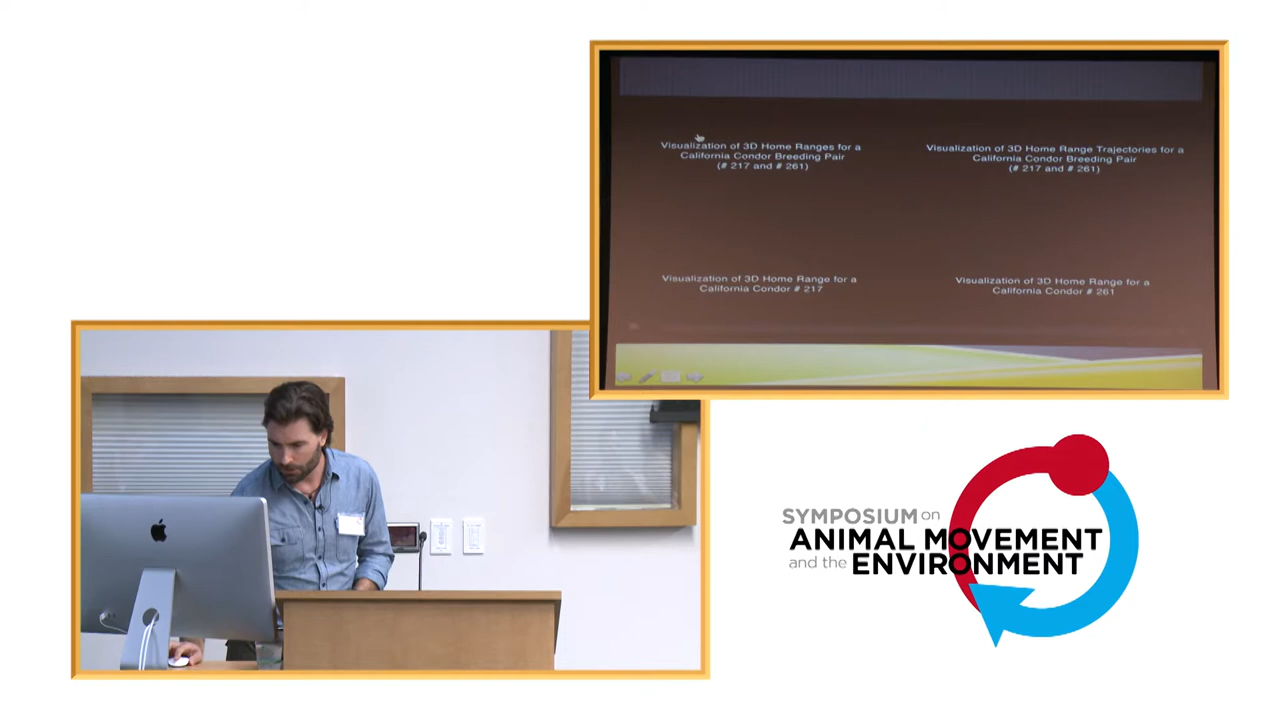 Visualization of 3D Home Ranges for a
California Condor Breeding Pair
(# 217 and # 261)
Visualization of 3D Home Range Trajectories for a
California Condor Breeding Pair
(# 217 and # 261)
Visualization of 3D Home Range for a
California Condor # 217
Visualization of 3D Home Range for a
California Condor # 261
SYMPOSIUM on
ANIMAL MOVEMENT
and the ENVIRONMENT